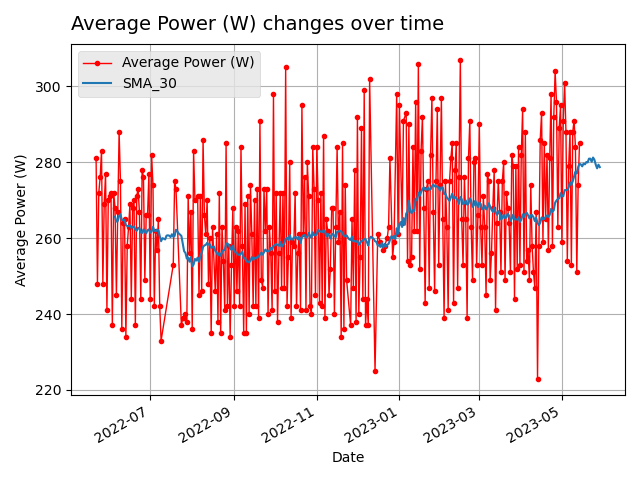 Average Power (W) changes over time
Average Power (W)
SMA_30
Average Power (W)
300
280
260
240
220
2022-07
2022-09
2022-11
2023-01
2023-03
2023-05
Date